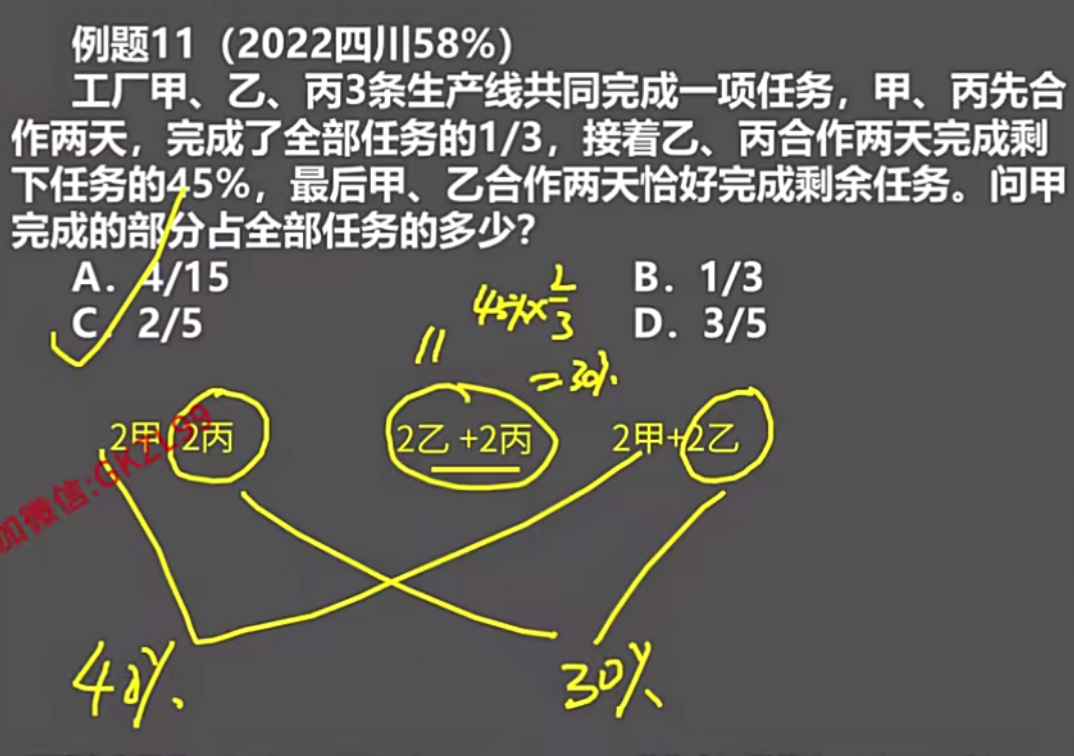 例题11（2022四川58%）
工厂甲、乙、丙3条生产线共同完成一项任务，甲、丙先合
作两天，完成了全部任务的1/3，接着乙、丙合作两天完成剩
下任务的45%，最后甲、乙合作两天恰好完成剩余任务。问甲
完成的部分占全部任务的多少？
A. 4/15 B. 1/3
C. 2/5 D. 3/5
45%×2/3
=30%
2甲 2丙 2乙 +2丙 2甲+2乙
加微信:GKZL99
40% 30%